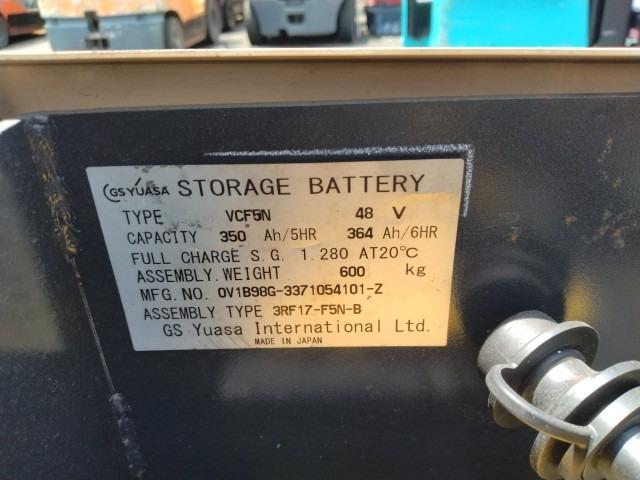 GS YUASA STORAGE BATTERY
TYPE VCF5N 48 V
CAPACITY 350 Ah/5HR 364 Ah/6HR
FULL CHARGE S.G. 1.280 AT20°C
ASSEMBLY.WEIGHT 600 kg
MFG.NO. 0V1B98G-3371054101-Z
ASSEMBLY TYPE 3RF17-F5N-B
GS Yuasa International Ltd.
MADE IN JAPAN